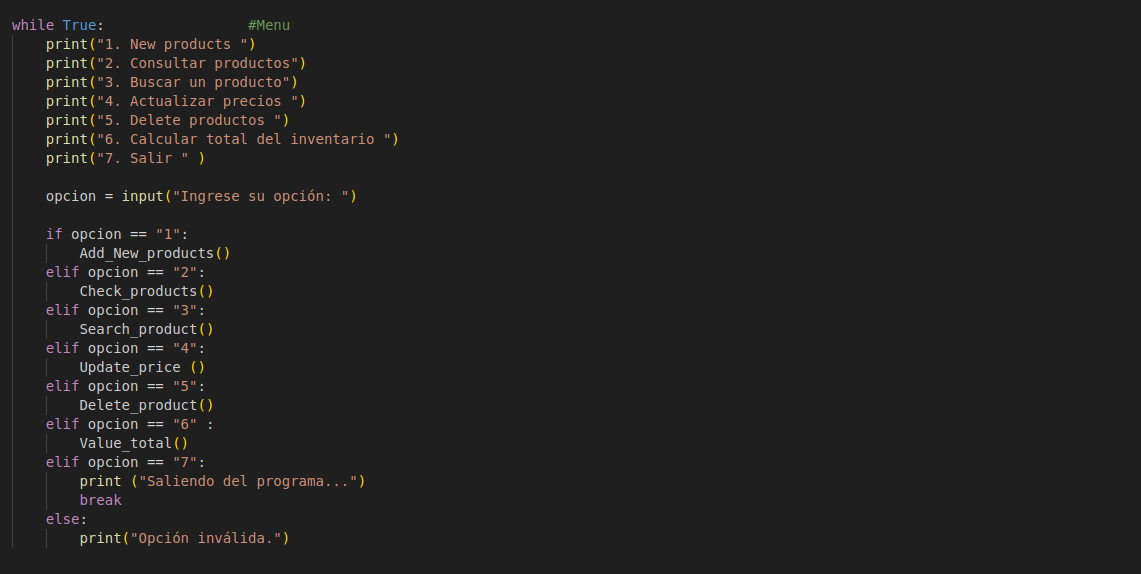 while True:                 #Menu
    print("1. New products ")
    print("2. Consultar productos")
    print("3. Buscar un producto")
    print("4. Actualizar precios ")
    print("5. Delete productos ")
    print("6. Calcular total del inventario ")
    print("7. Salir " )

    opcion = input("Ingrese su opción: ")

    if opcion == "1":
        Add_New_products()
    elif opcion == "2":
        Check_products()
    elif opcion == "3":
        Search_product()
    elif opcion == "4":
        Update_price ()
    elif opcion == "5":
        Delete_product()
    elif opcion == "6" :
        Value_total()
    elif opcion == "7":
        print ("Saliendo del programa...")
        break
    else:
        print("Opción inválida.")